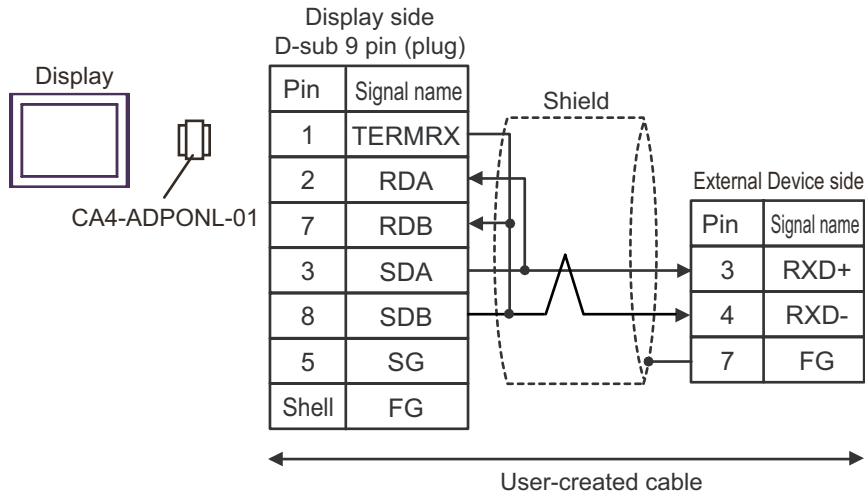 Display side
D-sub 9 pin (plug)
Display
CA4-ADPONL-01
Pin Signal name
1 TERMRX
2 RDA
7 RDB
3 SDA
8 SDB
5 SG
Shell FG
Shield
External Device side
Pin Signal name
3 RXD+
4 RXD-
7 FG
User-created cable